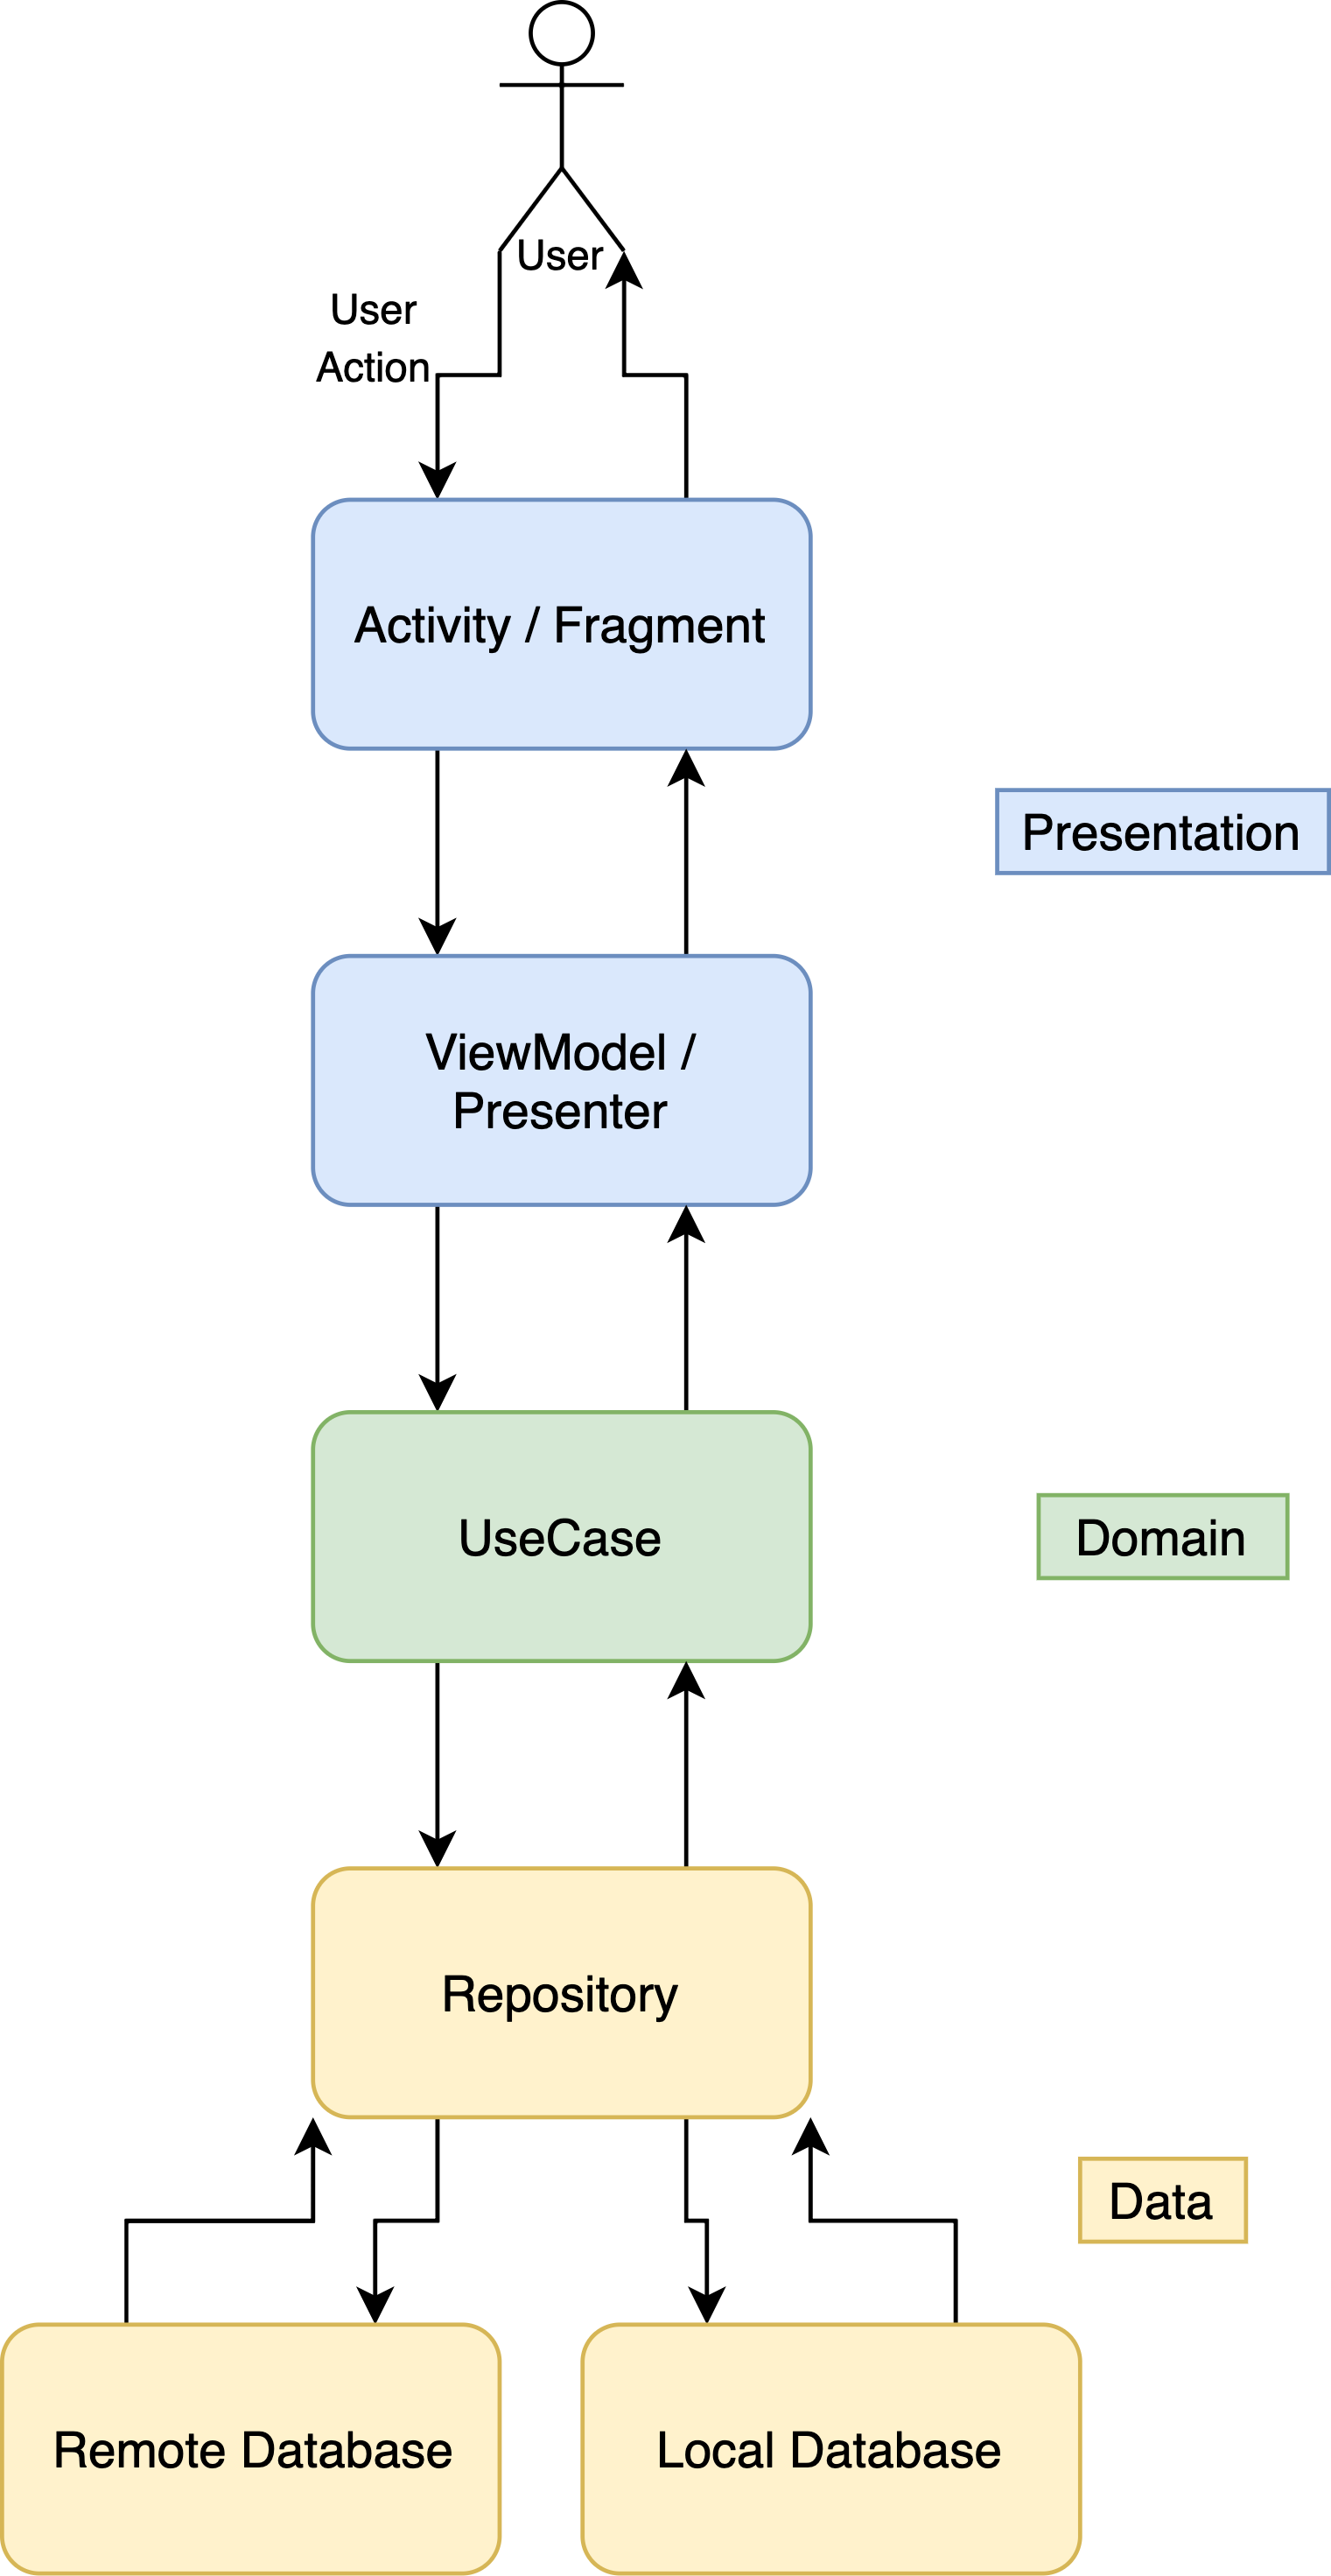 User
User
Action
Activity / Fragment
Presentation
ViewModel /
Presenter
UseCase
Domain
Repository
Data
Remote Database
Local Database